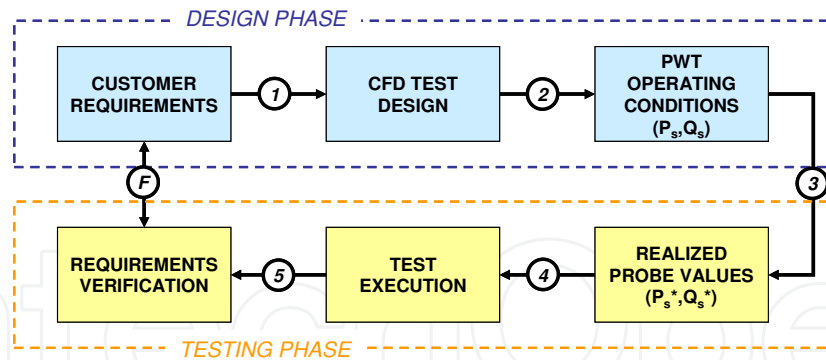 DESIGN PHASE
CUSTOMER
REQUIREMENTS
1
CFD TEST
DESIGN
2
PWT
OPERATING
CONDITIONS
(Ps,Qs)
F
3
REQUIREMENTS
VERIFICATION
5
TEST
EXECUTION
4
REALIZED
PROBE VALUES
(Ps*,Qs*)
TESTING PHASE